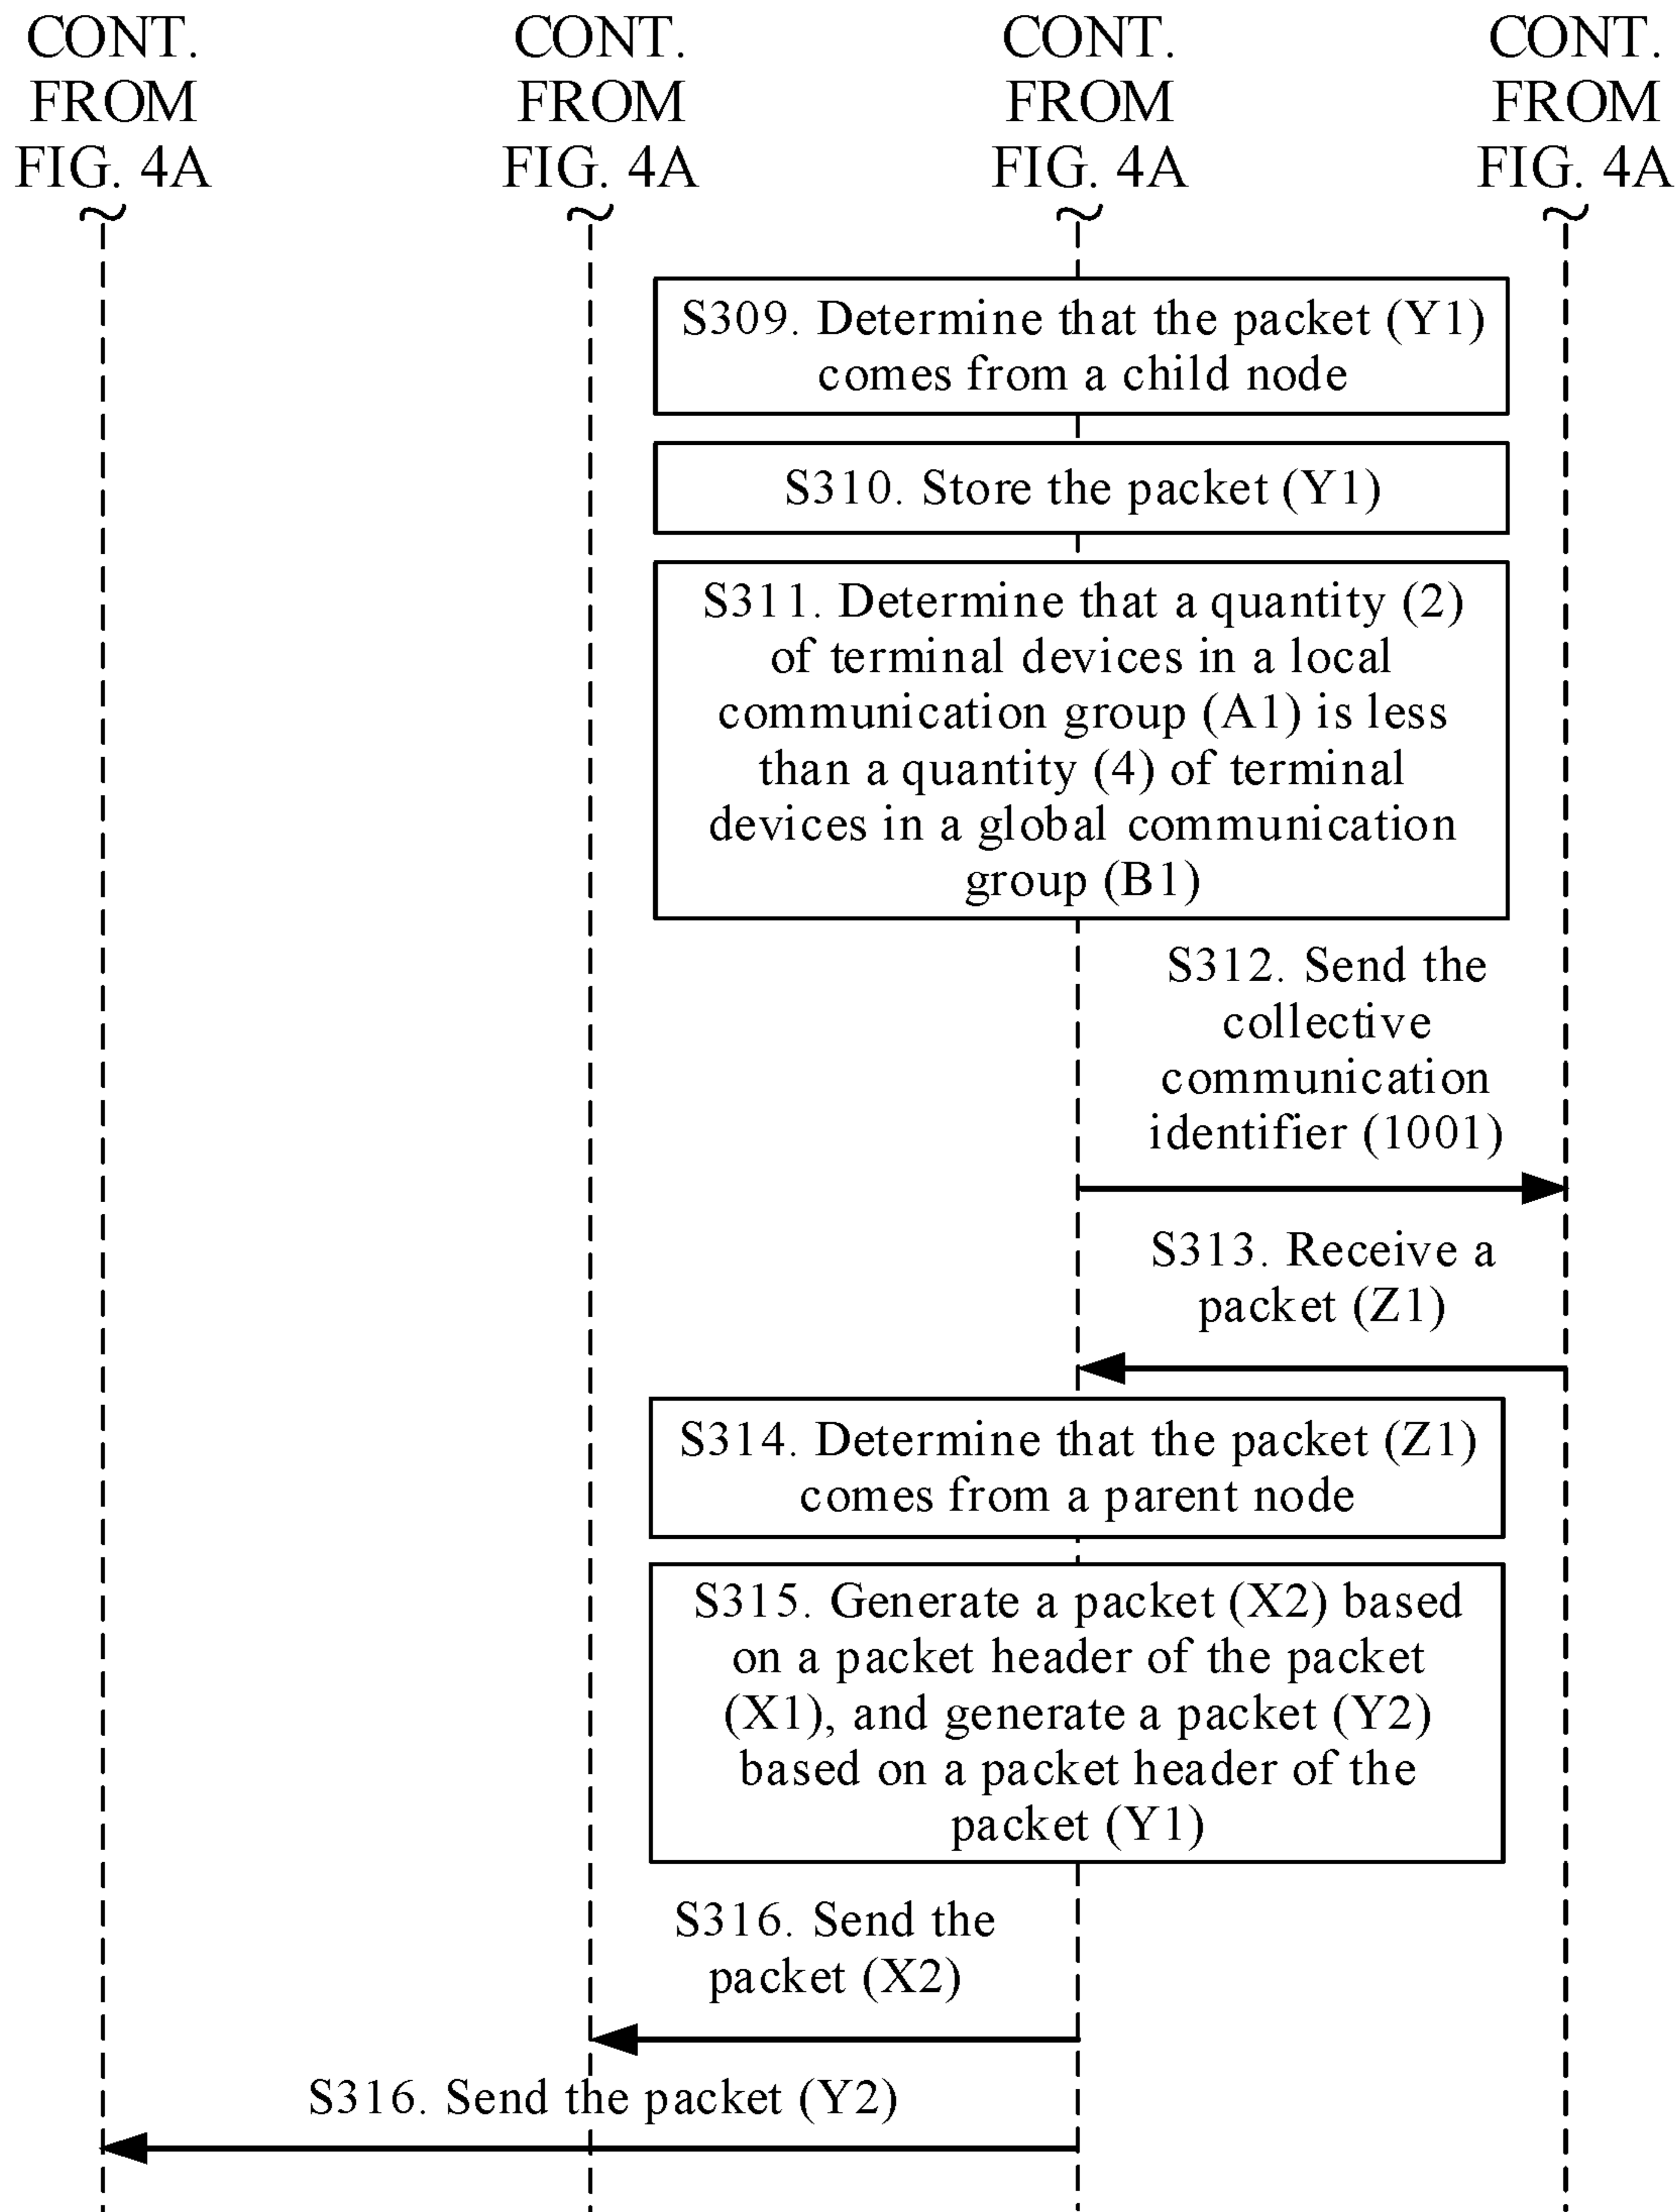 CONT. CONT. CONT. CONT.
FROM FROM FROM FROM
FIG. 4A FIG. 4A FIG. 4A FIG. 4A
S309. Determine that the packet (Y1)
comes from a child node
S310. Store the packet (Y1)
S311. Determine that a quantity (2)
of terminal devices in a local
communication group (A1) is less
than a quantity (4) of terminal
devices in a global communication
group (B1)
S312. Send the
collective
communication
identifier (1001)
S313. Receive a
packet (Z1)
S314. Determine that the packet (Z1)
comes from a parent node
S315. Generate a packet (X2) based
on a packet header of the packet
(X1), and generate a packet (Y2)
based on a packet header of the
packet (Y1)
S316. Send the
packet (X2)
S316. Send the packet (Y2)